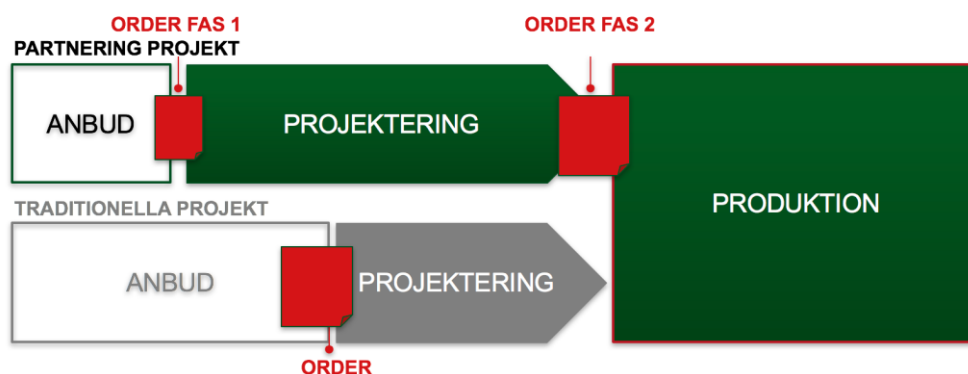 ORDER FAS 1
ORDER FAS 2
PARTNERING PROJEKT
ANBUD
PROJEKTERING
PRODUKTION
TRADITIONELLA PROJEKT
ANBUD
PROJEKTERING
ORDER